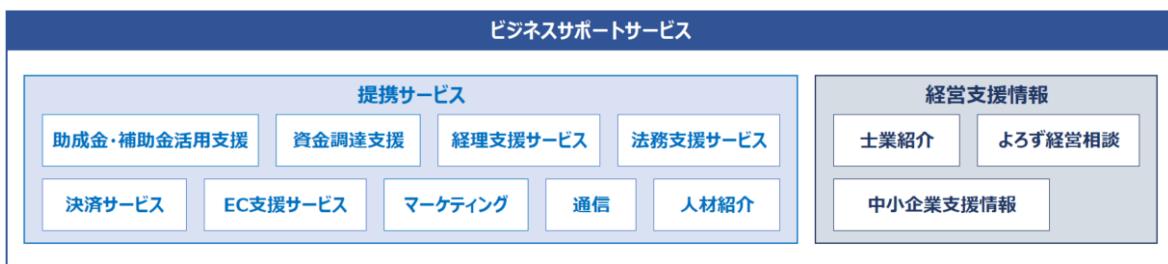 ビジネスサポートサービス
提携サービス
助成金・補助金活用支援
資金調達支援
経理支援サービス
法務支援サービス
決済サービス
EC支援サービス
マーケティング
通信
人材紹介
経営支援情報
士業紹介
よろず経営相談
中小企業支援情報